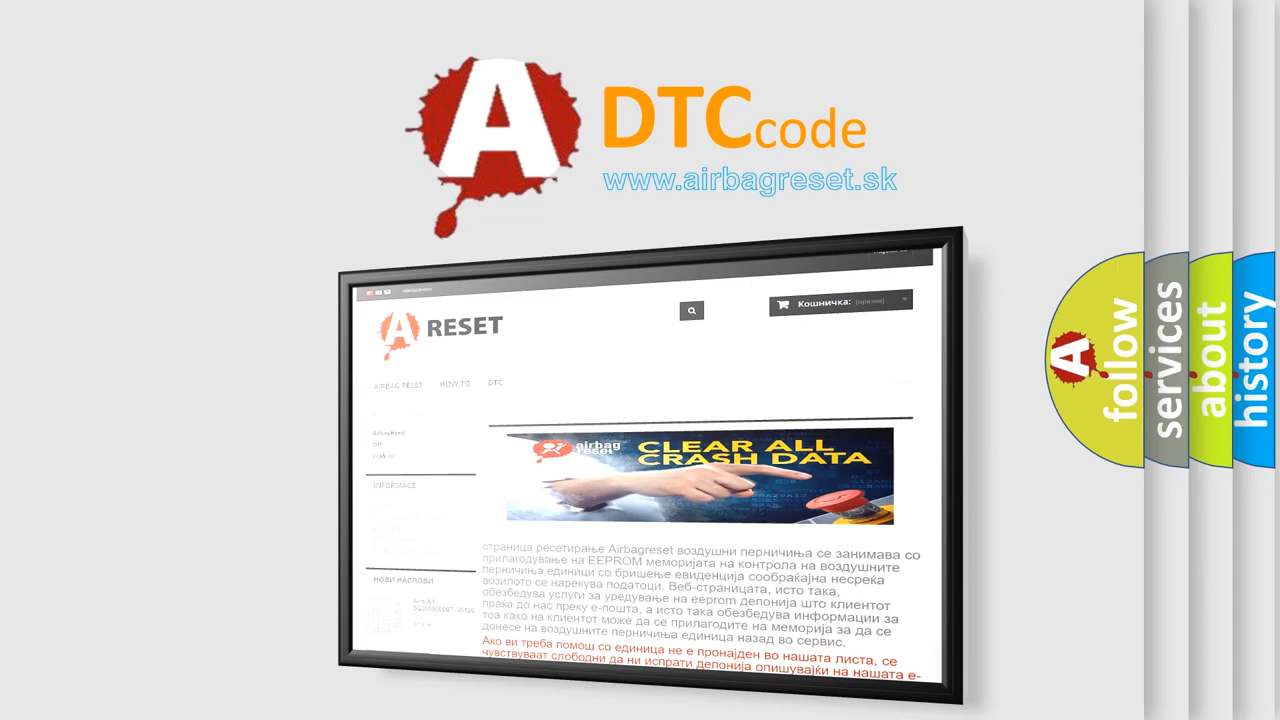 A
DTCcode
www.airbagreset.sk
A RESET
Кошничка: (празна)
AIRBAG RESET HOW TO DTC
Airbag Reset
DTC
INFORMACE
airbag
reset
CLEAR ALL
CRASH DATA
НОВИ НАСЛОВИ
страница ресетирање Airbagreset воздушни перничиња се занимава со
прилагодување на EEPROM меморијата на контрола на воздушните
перничиња единици со бришење евиденција сообраќајна несреќа
возилото се нарекува податоци. Веб-страницата, исто така,
обезбедува услуги за уредување на eeprom депонија што клиентот
праќа до нас преку е-пошта, а исто така обезбедува информации за
тоа како на клиентот може да се прилагодите на меморија за да се
донесе на воздушните перничиња единица назад во сервис.
Ако ви треба помош со единица не е пронајден во нашата листа, се
чувствуваат слободни да ни испрати депонија опишувајќи на нашата е-
A
follow
services
about
history